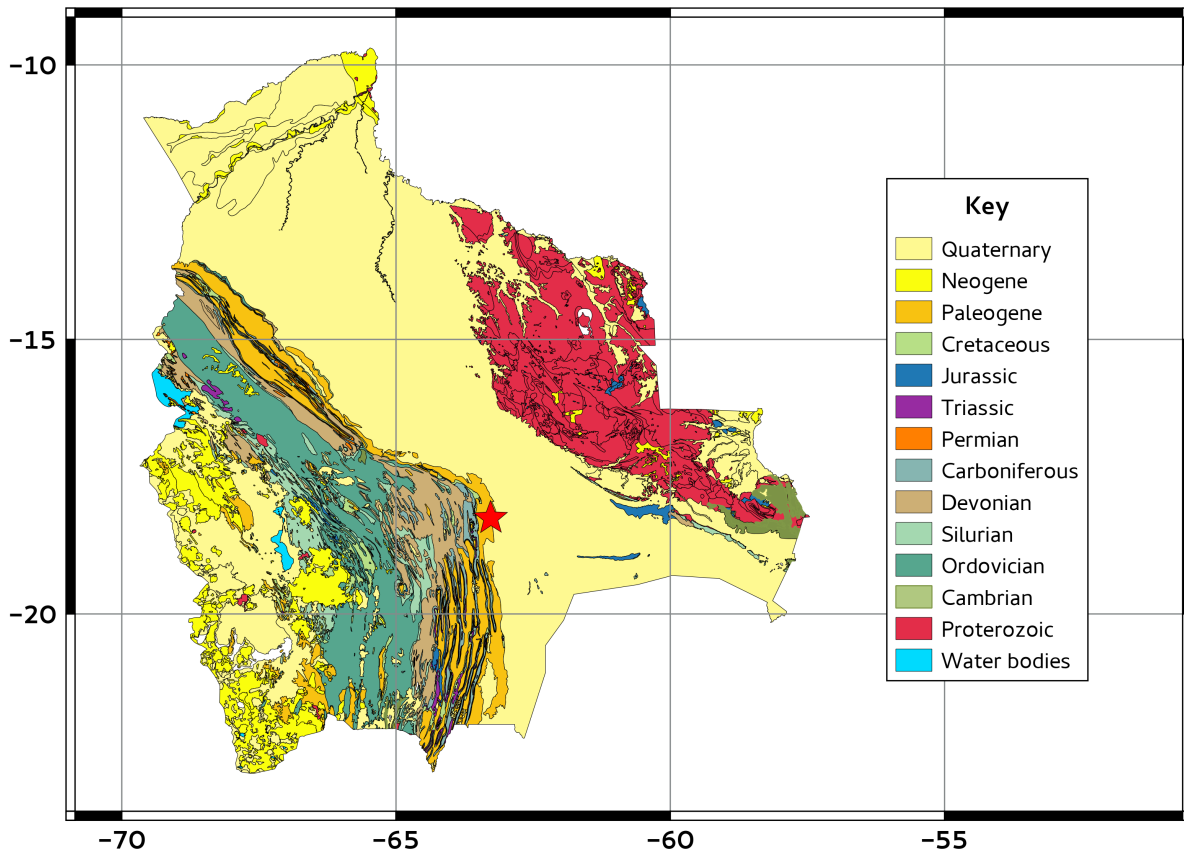 −10
−15
−20
−70
−65
−60
−55
Key
Quaternary
Neogene
Paleogene
Cretaceous
Jurassic
Triassic
Permian
Carboniferous
Devonian
Silurian
Ordovician
Cambrian
Proterozoic
Water bodies